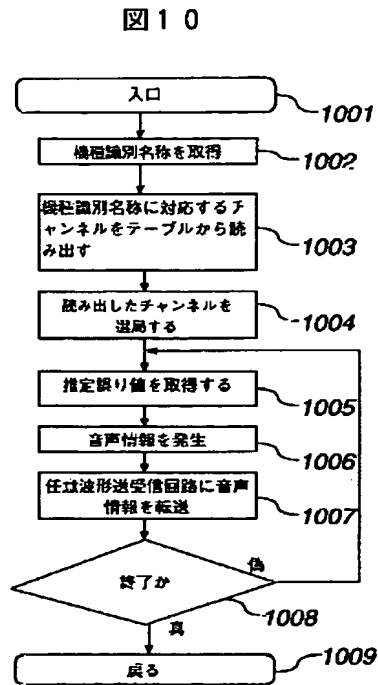 図10
入口
1001
機種識別名称を取得
1002
機種識別名称に対応するチ
ャンネルをテーブルから読
み出す
1003
読み出したチャンネルを
選局する
1004
推定誤り値を取得する
1005
音声情報を発生
1006
任意波形送受信回路に音声
情報を転送
1007
終了か
偽
1008
真
戻る
1009